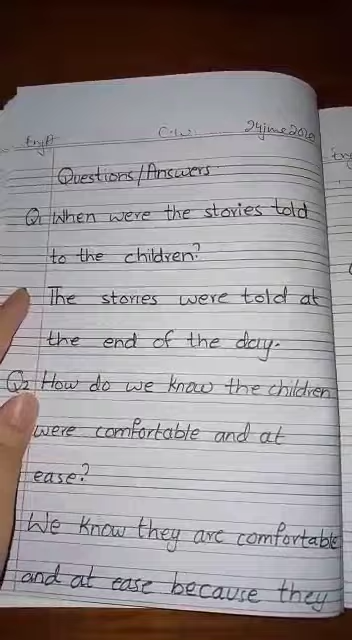 C.W. 24 june 2020
Questions/Answers
Q1 When were the stories told
to the children?
The stories were told at
the end of the day.
Q2 How do we know the children
were comfortable and at
ease?
We know they are comfortable
and at ease because they